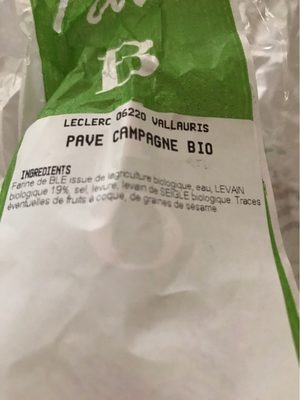 B
LECLERC 06220 VALLAURIS
PAVE CAMPAGNE BIO
INGREDIENTS
Farine de BLE issue de lagriculture biologique, eau, LEVAIN
biologique 19%, sel, levure, levain de SEIGLE biologique. Traces
éventuelles de fruits à coque, de graines de sésame